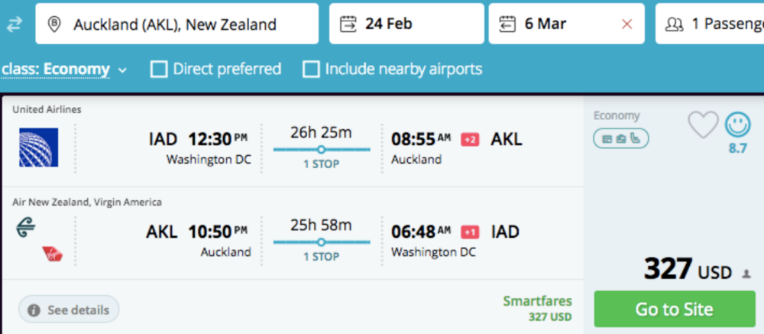 Auckland (AKL), New Zealand
24 Feb
6 Mar
1 Passeng
class: Economy
Direct preferred
Include nearby airports
United Airlines
IAD 12:30 PM
Washington DC
26h 25m
1 STOP
08:55 AM +2 AKL
Auckland
Economy
8.7
Air New Zealand, Virgin America
AKL 10:50 PM
Auckland
25h 58m
1 STOP
06:48 AM +1 IAD
Washington DC
327 USD
See details
Smartfares
327 USD
Go to Site